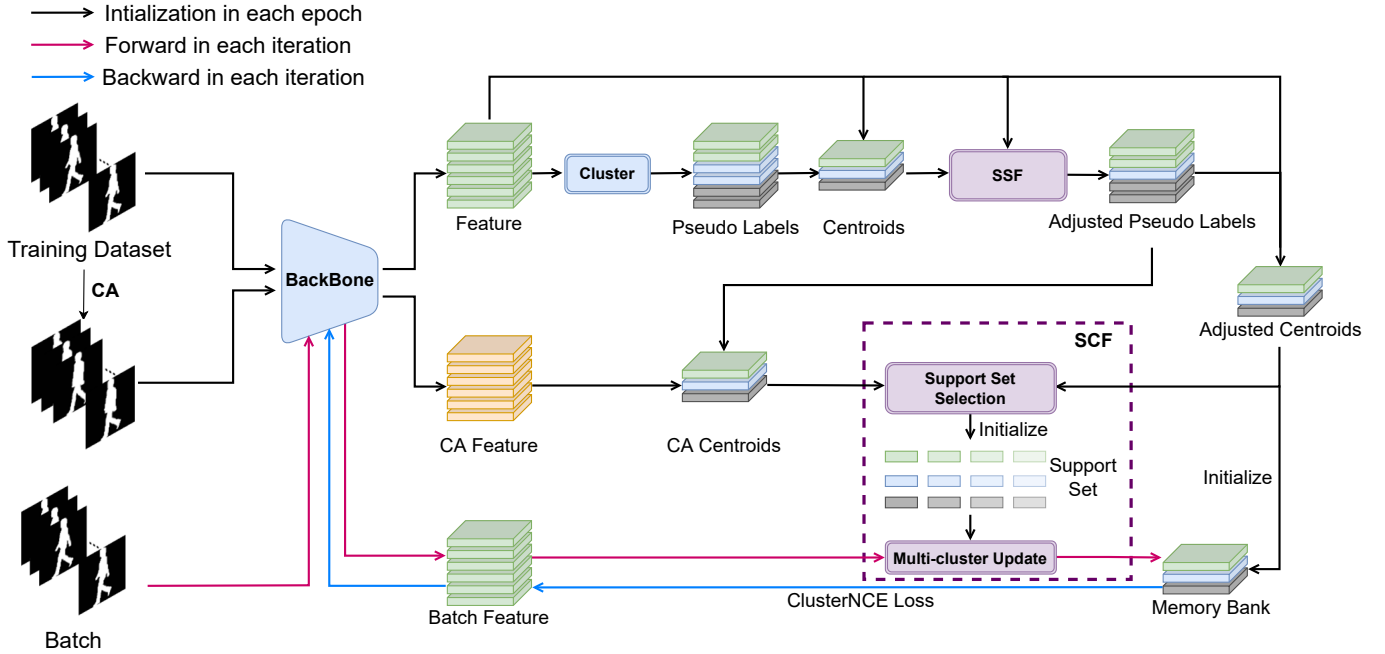 Intialization in each epoch
Forward in each iteration
Backward in each iteration
Training Dataset
CA
BackBone
Feature
Cluster
Pseudo Labels
Centroids
SSF
Adjusted Pseudo Labels
Adjusted Centroids
CA Feature
CA Centroids
SCF
Support Set
Selection
Initialize
Support
Set
Initialize
Multi-cluster Update
Batch
Batch Feature
ClusterNCE Loss
Memory Bank